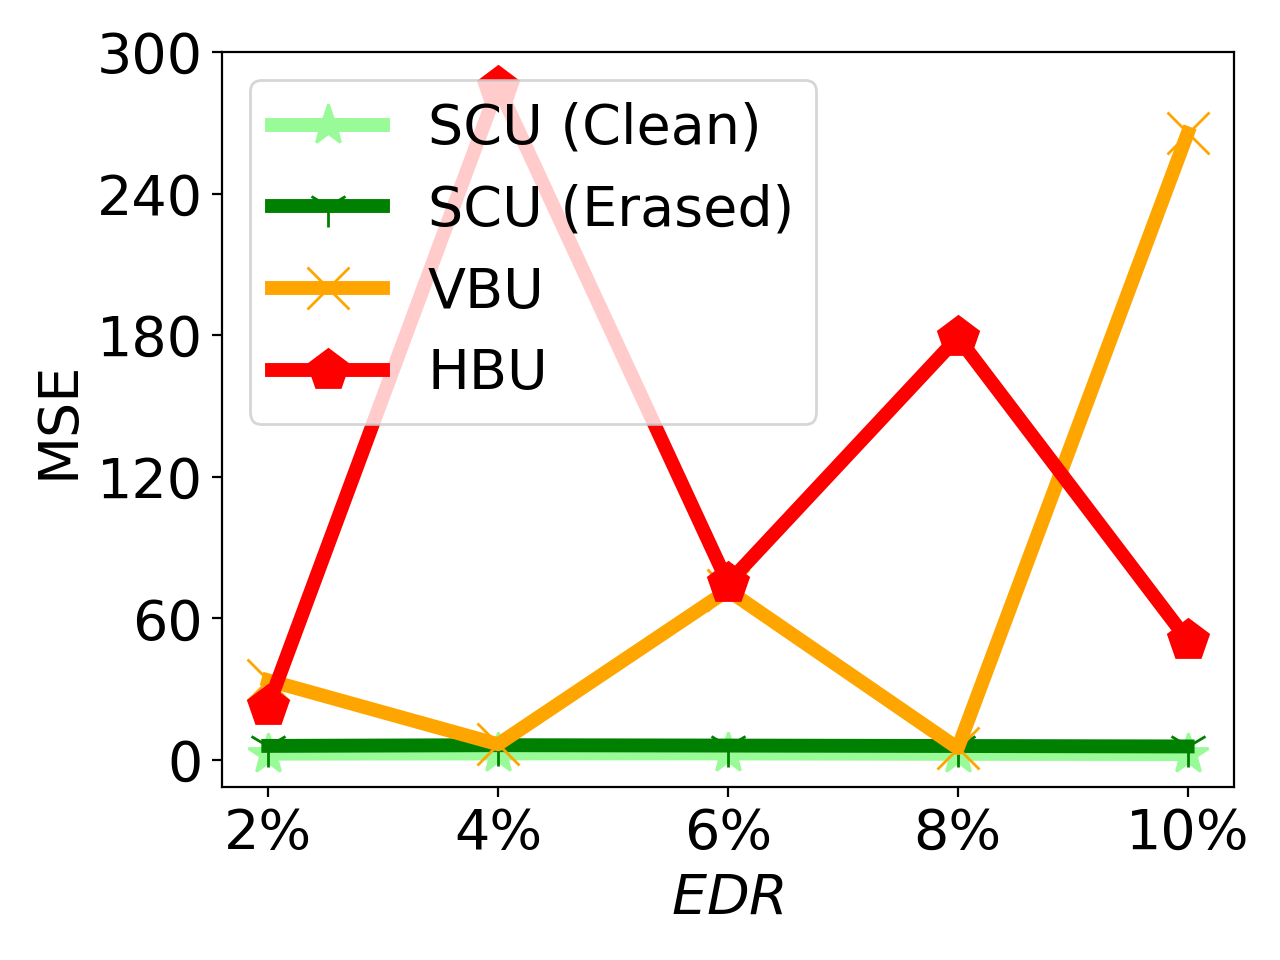 300
240
180
120
60
0
MSE
SCU (Clean)
SCU (Erased)
VBU
HBU
2% 4% 6% 8% 10%
EDR